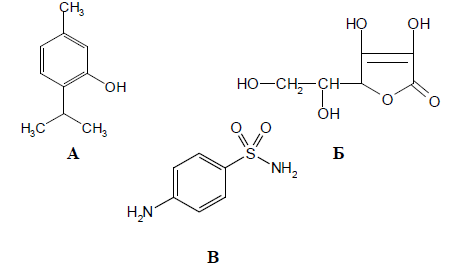 CH₃
OH
H₃C CH₃
А
HO OH
HO—CH₂
OH
O O
Б
O O
S
NH₂
H₂N
В